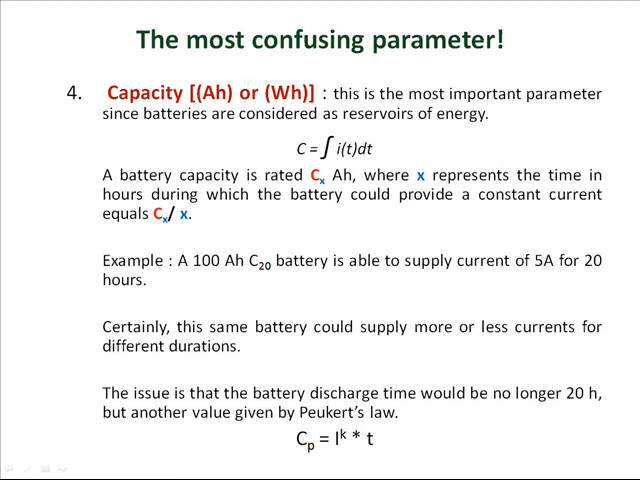 The most confusing parameter!
4. Capacity [(Ah) or (Wh)] : this is the most important parameter
since batteries are considered as reservoirs of energy.
C = ∫ i(t)dt
A battery capacity is rated Cx Ah, where x represents the time in
hours during which the battery could provide a constant current
equals Cx/ x.
Example : A 100 Ah C20 battery is able to supply current of 5A for 20
hours.
Certainly, this same battery could supply more or less currents for
different durations.
The issue is that the battery discharge time would be no longer 20 h,
but another value given by Peukert's law.
Cp = I^k * t